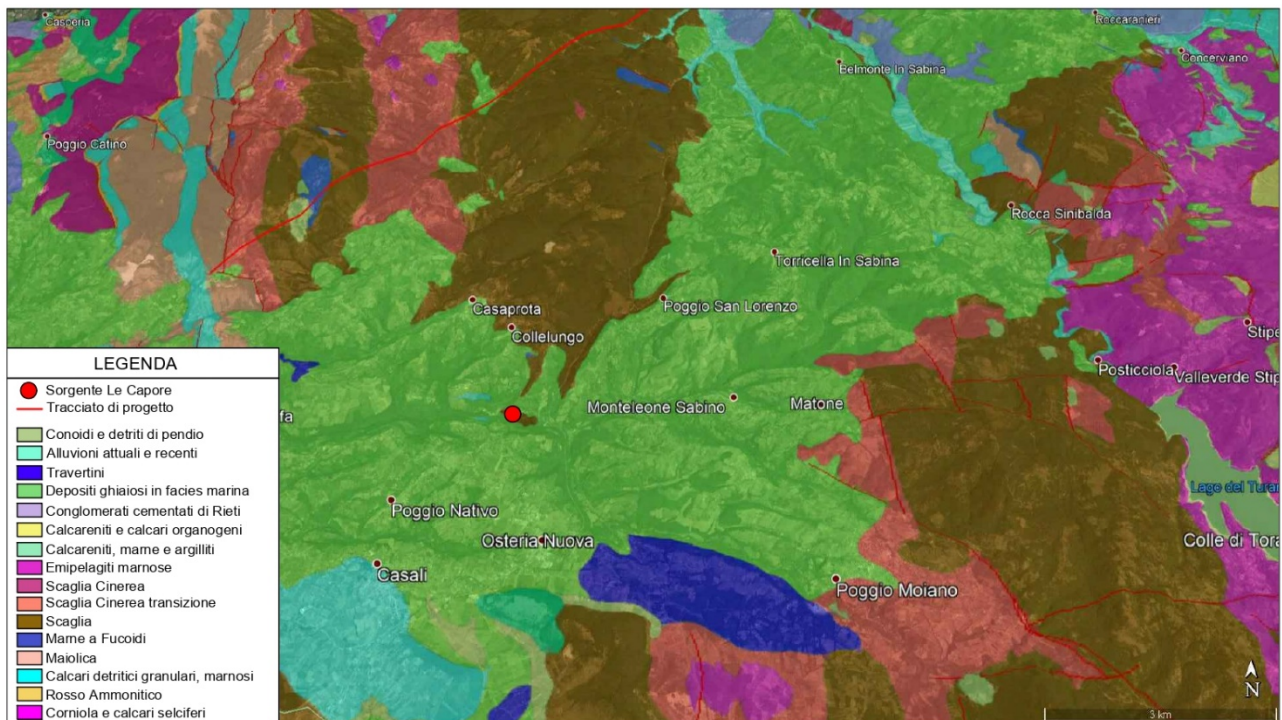 Casperia
Roccaranieri
Belmonte In Sabina
Concerviano
Poggio Catino
Rocca Sinibalda
Torricella In Sabina
Casaprota
Poggio San Lorenzo
Collelungo
Stipe
Posticciola
Valleverde Stip
fa
Monteleone Sabino
Matone
Lago del Turan
Poggio Nativo
Osteria Nuova
Colle di Tora
Casali
Poggio Moiano
N
3 km
LEGENDA
Sorgente Le Capore
Tracciato di progetto
Conoidi e detriti di pendio
Alluvioni attuali e recenti
Travertini
Depositi ghiaiosi in facies marina
Conglomerati cementati di Rieti
Calcareniti e calcari organogeni
Calcareniti, marne e argilliti
Emipelagiti marnose
Scaglia Cinerea
Scaglia Cinerea transizione
Scaglia
Marne a Fucoidi
Maiolica
Calcari detritici granulari, marnosi
Rosso Ammonitico
Corniola e calcari selciferi